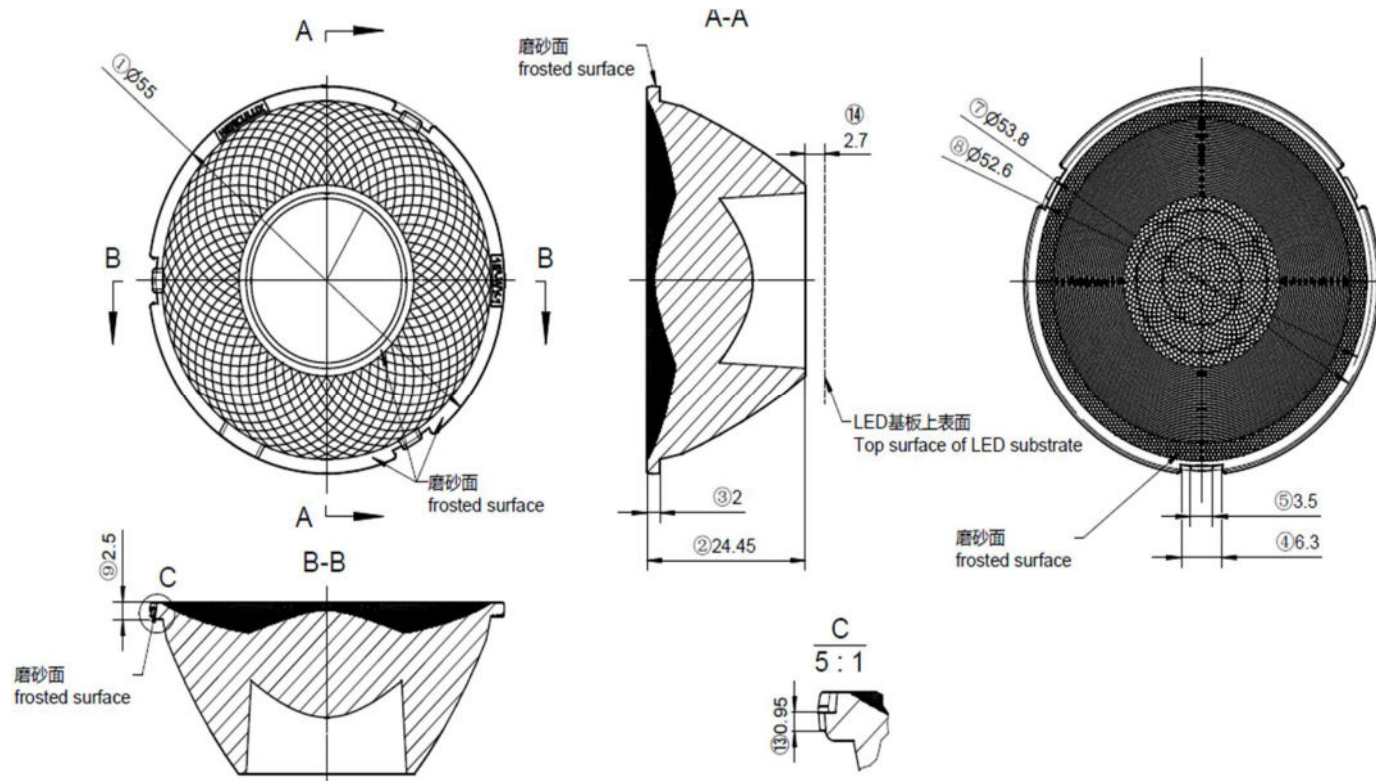 A
A-A
磨砂面
frosted surface
①Ø55
HERCULUX
⑭
2.7
⑦Ø53.8
⑧Ø52.6
B
B
LED基板上表面
Top surface of LED substrate
磨砂面
frosted surface
A
③2
②24.45
⑤3.5
④6.3
磨砂面
frosted surface
⑨2.5
C
B-B
磨砂面
frosted surface
C
5 : 1
⑬0.95